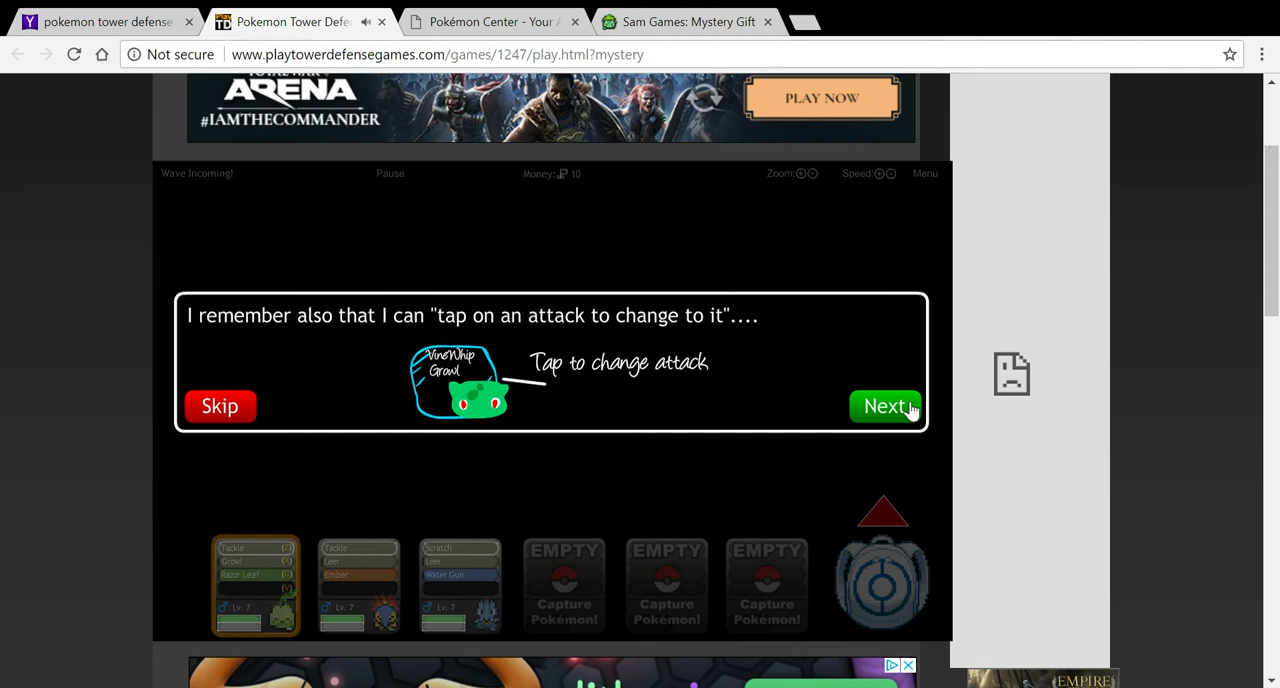 pokemon tower defense
Pokemon Tower Defe
Pokémon Center - Your A
Sam Games: Mystery Gift
Not secure
www.playtowerdefensegames.com/games/1247/play.html?mystery
TOTAL WAR
ARENA
#IAMTHECOMMANDER
PLAY NOW
Wave Incoming!
Pause
Money: 10
Zoom:
Speed:
Menu
I remember also that I can "tap on an attack to change to it"....
VineWhip
Growl
Tap to change attack
Skip
Next
Tackle
Growl
Razor Leaf
Lv. 7
Tackle
Leer
Ember
Lv. 7
Scratch
Leer
Water Gun
Lv. 7
EMPTY
Capture
Pokémon!
EMPTY
Capture
Pokémon!
EMPTY
Capture
Pokémon!
EMPIRE